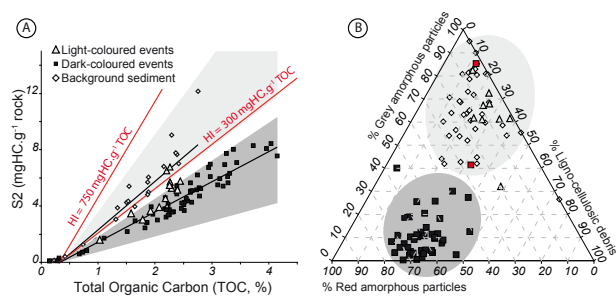 A
Light-coloured events
Dark-coloured events
Background sediment
S2 (mgHC.g⁻¹ rock)
12
8
4
0
HI = 750 mgHC.g⁻¹ TOC
HI = 300 mgHC.g⁻¹ TOC
0 1 2 3 4
Total Organic Carbon (TOC, %)
B
% Grey amorphous particles
100
90
80
70
60
50
40
30
20
10
0
% Ligno-cellulosic debris
0
10
20
30
40
50
60
70
80
90
100
100 90 80 70 60 50 40 30 20 10 0
% Red amorphous particles